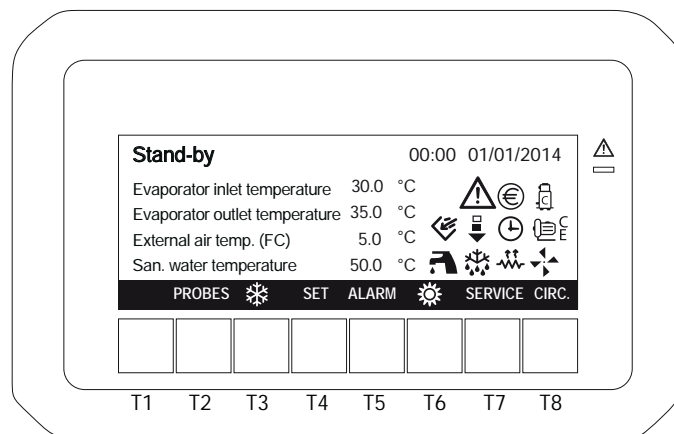 Stand-by 00:00 01/01/2014
Evaporator inlet temperature 30.0 °C
Evaporator outlet temperature 35.0 °C
External air temp. (FC) 5.0 °C
San. water temperature 50.0 °C
C
€
C
E
PROBES SET ALARM SERVICE CIRC.
T1 T2 T3 T4 T5 T6 T7 T8